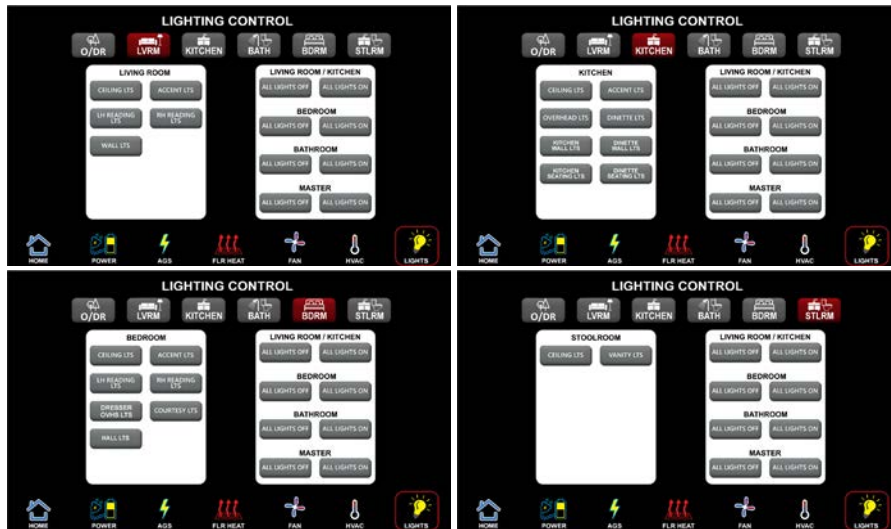 LIGHTING CONTROL
O/DR LVRM KITCHEN BATH BDRM STLRM
LIVING ROOM
CEILING LTS ACCENT LTS
LH READING LTS RH READING LTS
WALL LTS
LIVING ROOM / KITCHEN
ALL LIGHTS OFF ALL LIGHTS ON
BEDROOM
ALL LIGHTS OFF ALL LIGHTS ON
BATHROOM
ALL LIGHTS OFF ALL LIGHTS ON
MASTER
ALL LIGHTS OFF ALL LIGHTS ON
HOME POWER AGS FLR HEAT FAN HVAC LIGHTS
LIGHTING CONTROL
O/DR LVRM KITCHEN BATH BDRM STLRM
KITCHEN
CEILING LTS ACCENT LTS
OVERHEAD LTS DINETTE LTS
KITCHEN WALL LTS DINETTE WALL LTS
KITCHEN SEATING LTS DINETTE SEATING LTS
LIVING ROOM / KITCHEN
ALL LIGHTS OFF ALL LIGHTS ON
BEDROOM
ALL LIGHTS OFF ALL LIGHTS ON
BATHROOM
ALL LIGHTS OFF ALL LIGHTS ON
MASTER
ALL LIGHTS OFF ALL LIGHTS ON
HOME POWER AGS FLR HEAT FAN HVAC LIGHTS
LIGHTING CONTROL
O/DR LVRM KITCHEN BATH BDRM STLRM
BEDROOM
CEILING LTS ACCENT LTS
LH READING LTS RH READING LTS
DRESSER OVHS LTS COURTESY LTS
HALL LTS
LIVING ROOM / KITCHEN
ALL LIGHTS OFF ALL LIGHTS ON
BEDROOM
ALL LIGHTS OFF ALL LIGHTS ON
BATHROOM
ALL LIGHTS OFF ALL LIGHTS ON
MASTER
ALL LIGHTS OFF ALL LIGHTS ON
HOME POWER AGS FLR HEAT FAN HVAC LIGHTS
LIGHTING CONTROL
O/DR LVRM KITCHEN BATH BDRM STLRM
STOOLROOM
CEILING LTS VANITY LTS
LIVING ROOM / KITCHEN
ALL LIGHTS OFF ALL LIGHTS ON
BEDROOM
ALL LIGHTS OFF ALL LIGHTS ON
BATHROOM
ALL LIGHTS OFF ALL LIGHTS ON
MASTER
ALL LIGHTS OFF ALL LIGHTS ON
HOME POWER AGS FLR HEAT FAN HVAC LIGHTS